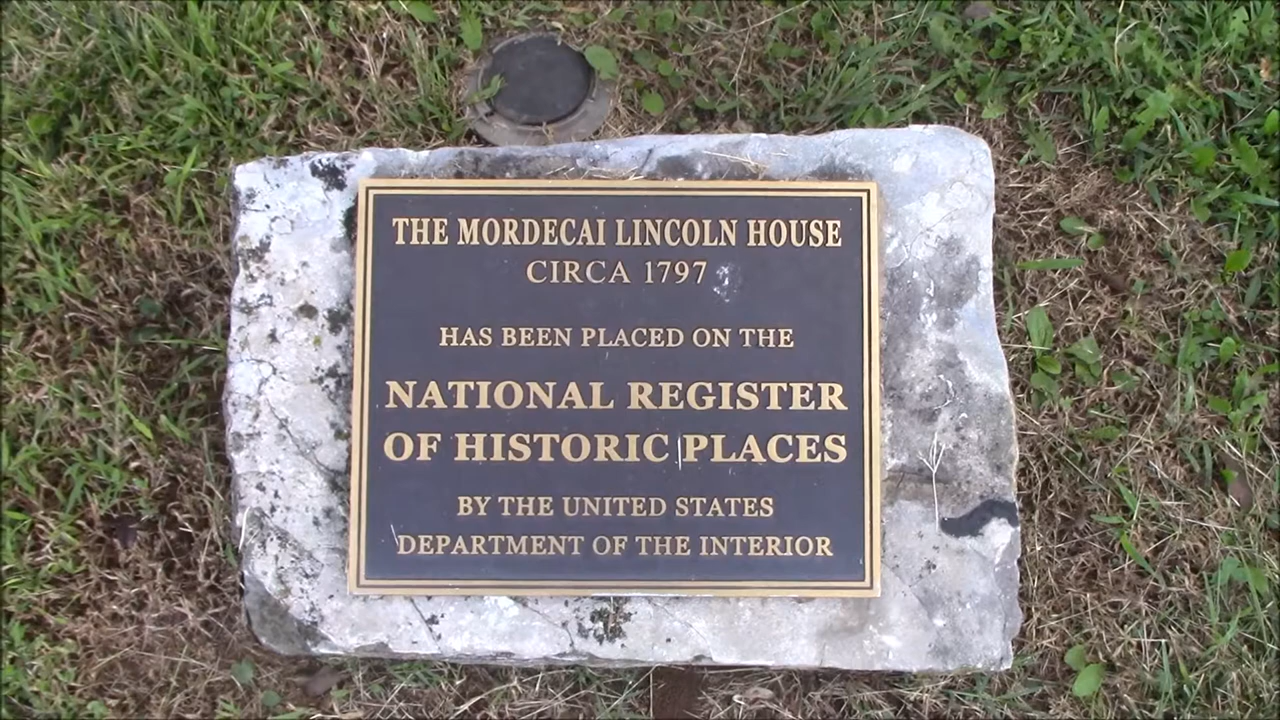 THE MORDECAI LINCOLN HOUSE
CIRCA 1797
HAS BEEN PLACED ON THE
NATIONAL REGISTER
OF HISTORIC PLACES
BY THE UNITED STATES
DEPARTMENT OF THE INTERIOR